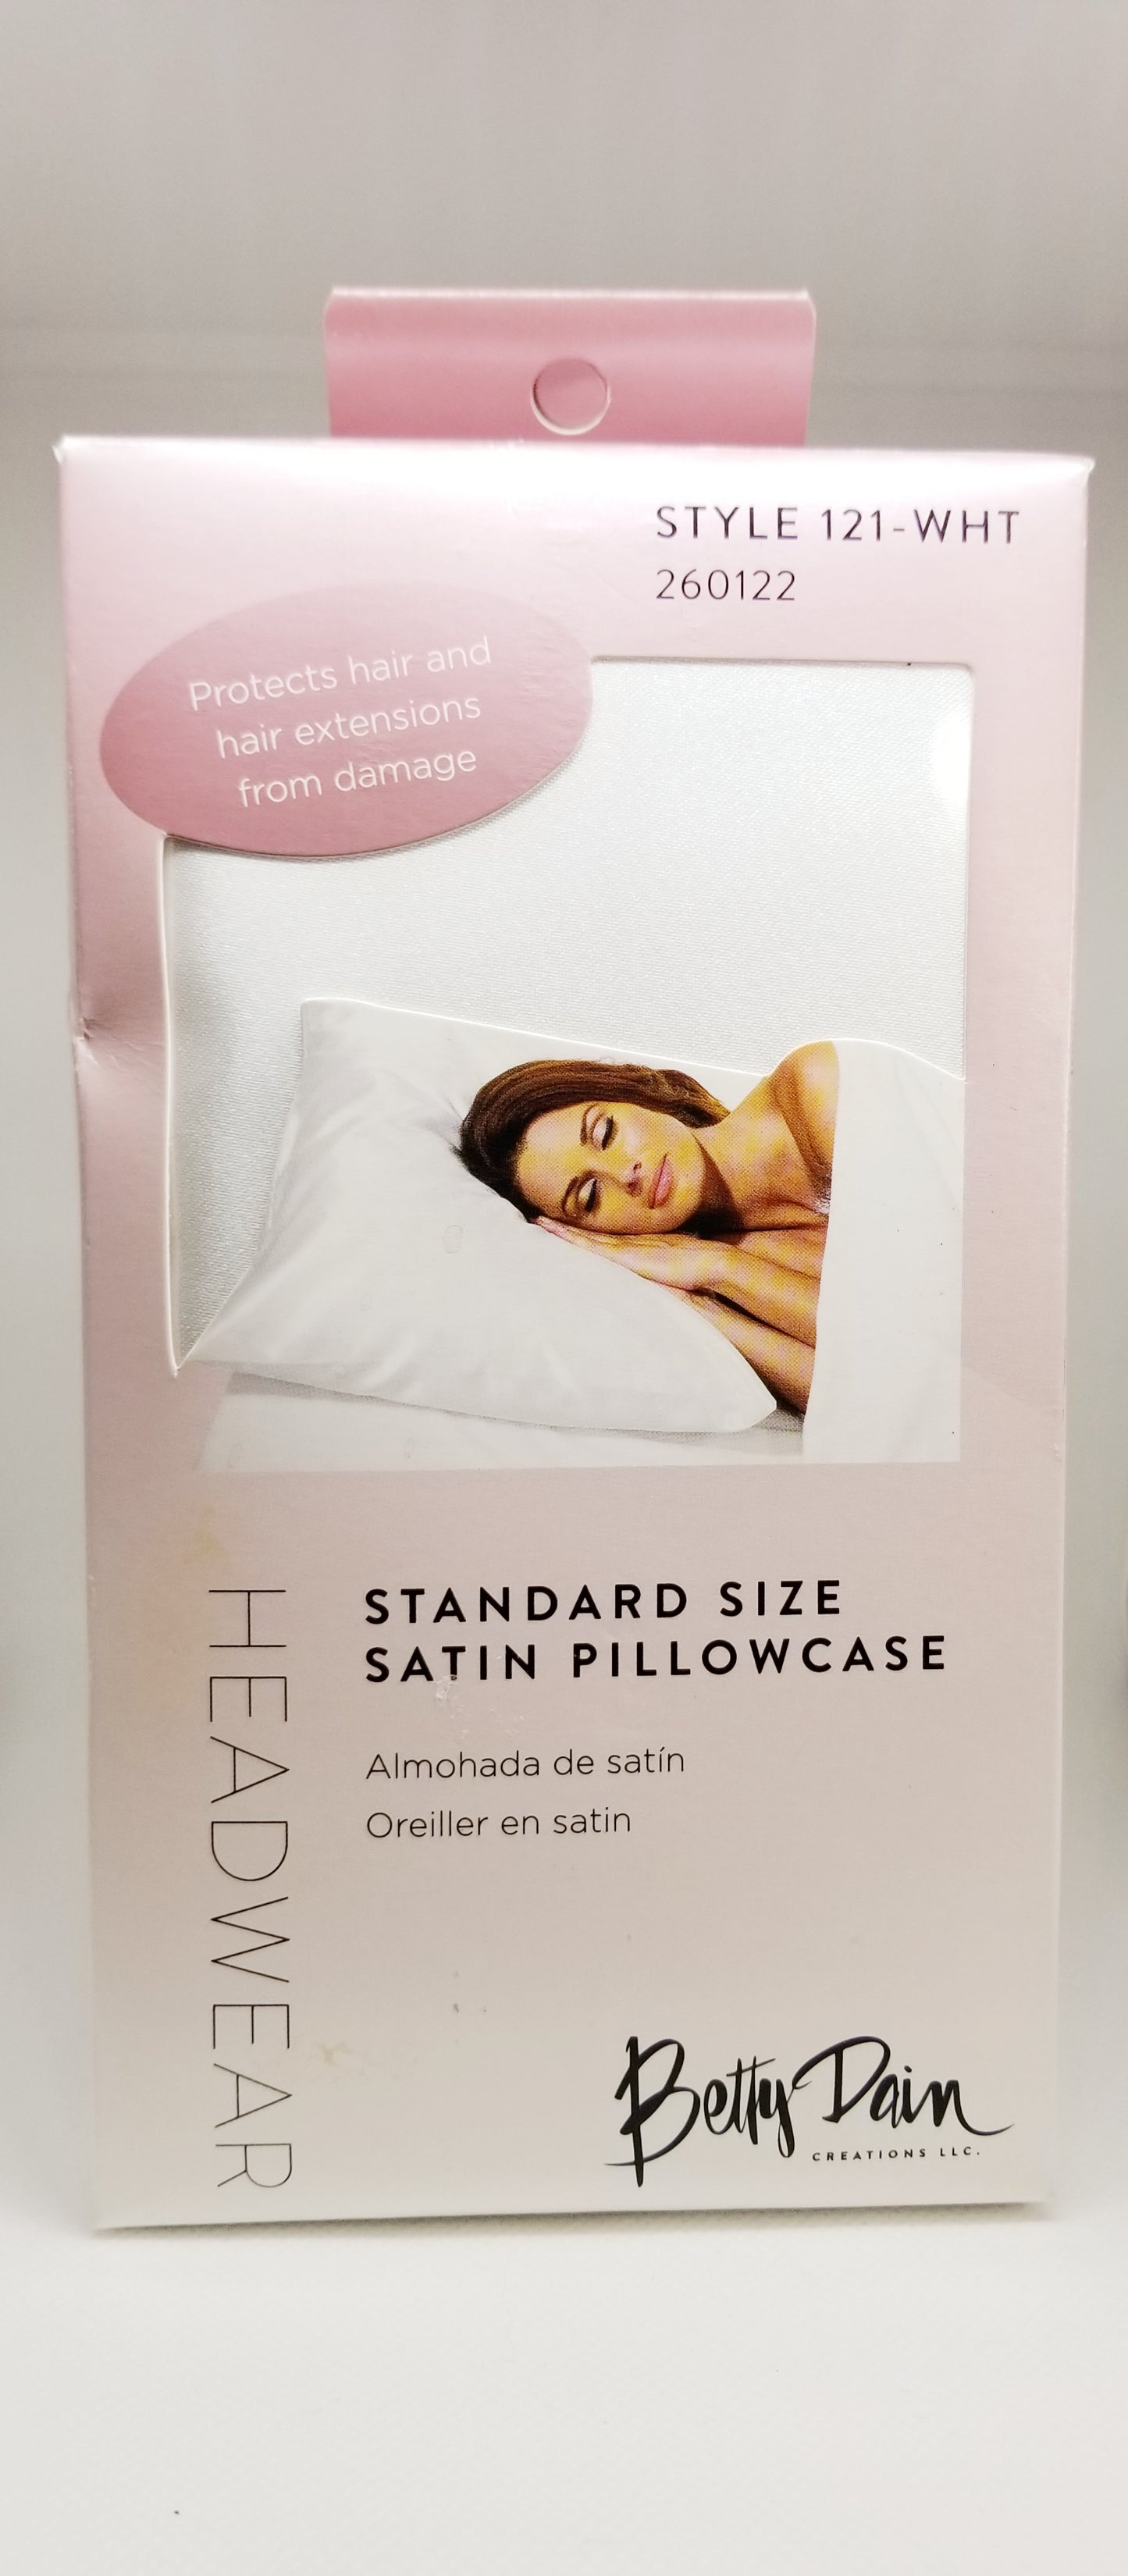 STYLE 121-WHT
260122
Protects hair and
hair extensions
from damage
HEADWEAR
STANDARD SIZE
SATIN PILLOWCASE
Almohada de satín
Oreiller en satin
Betty Dain
CREATIONS LLC.